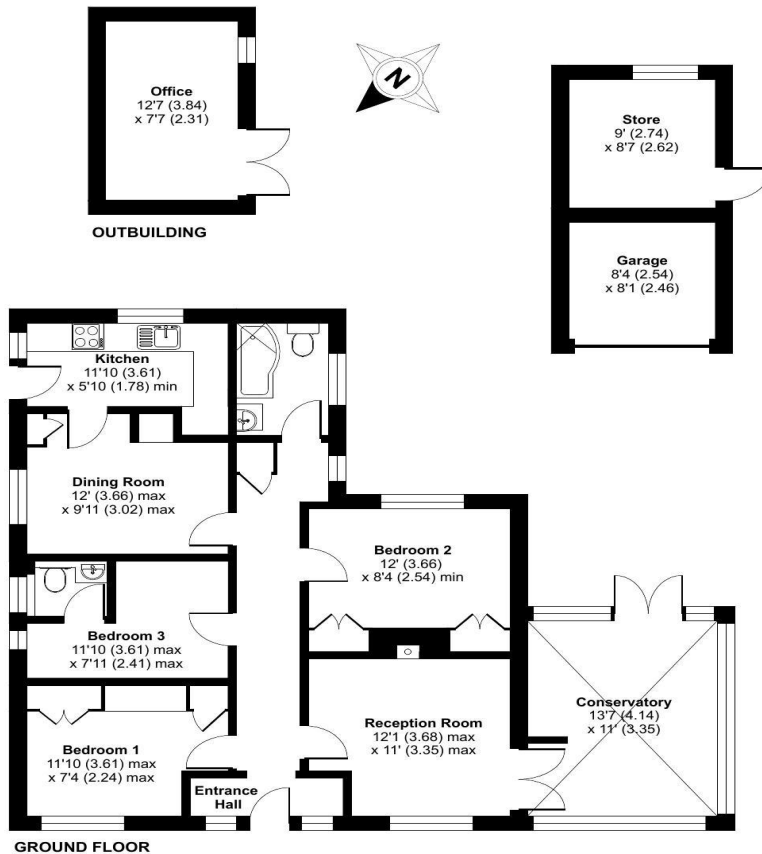 Office
12'7 (3.84)
x 7'7 (2.31)
OUTBUILDING
N
Store
9' (2.74)
x 8'7 (2.62)
Garage
8'4 (2.54)
x 8'1 (2.46)
Kitchen
11'10 (3.61)
x 5'10 (1.78) min
Dining Room
12' (3.66) max
x 9'11 (3.02) max
Bedroom 2
12' (3.66)
x 8'4 (2.54) min
Bedroom 3
11'10 (3.61) max
x 7'11 (2.41) max
Conservatory
13'7 (4.14)
x 11' (3.35)
Reception Room
12'1 (3.68) max
x 11' (3.35) max
Bedroom 1
11'10 (3.61) max
x 7'4 (2.24) max
Entrance
Hall
GROUND FLOOR